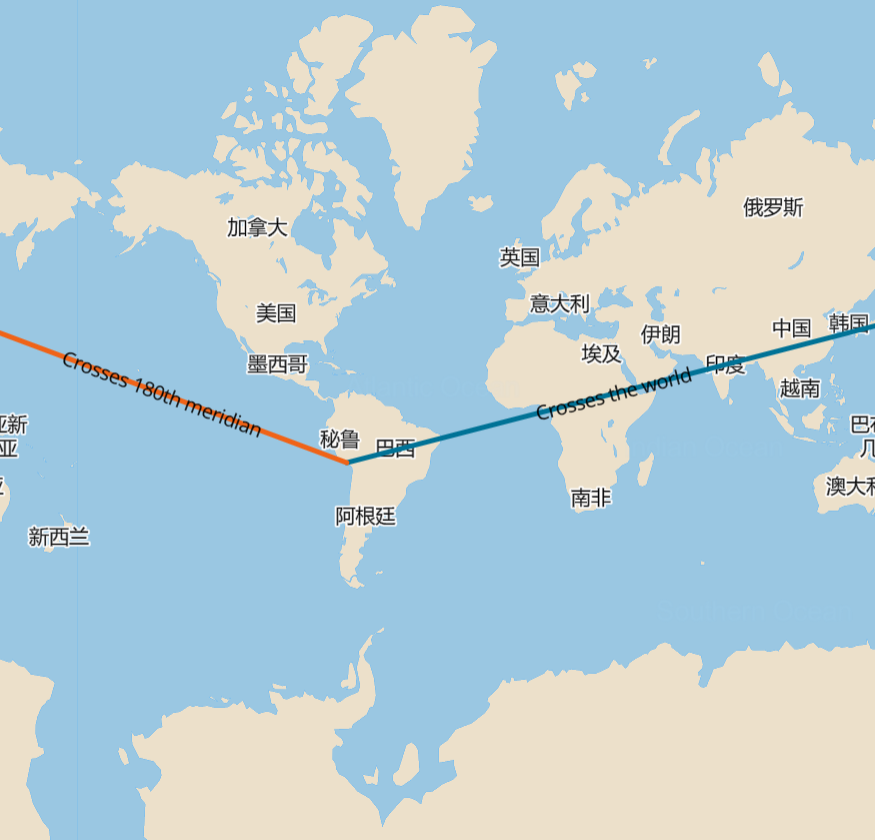 俄罗斯
加拿大
英国
意大利
美国
中国
韩国
伊朗
埃及
墨西哥
印度
Crosses 180th meridian
Crosses the world
越南
亚新
巴布
秘鲁
巴西
亚
几
亚
澳大利
南非
阿根廷
新西兰